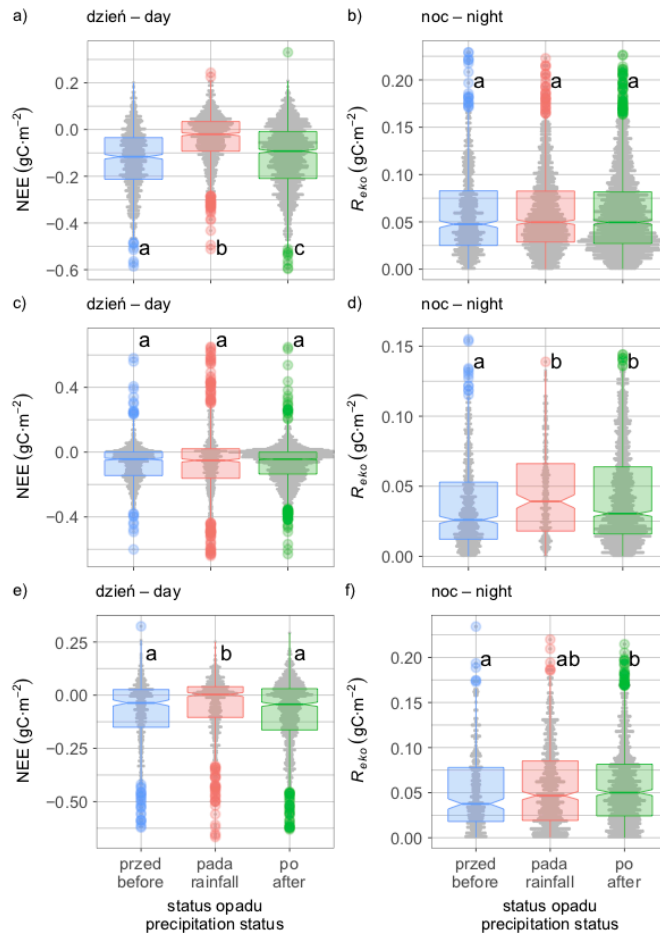 a) dzień – day
b) noc – night
NEE (gC·m⁻²)
0.2
0.0
−0.2
−0.4
−0.6
a b c
R_eko (gC·m⁻²)
0.20
0.15
0.10
0.05
0.00
a a a
c) dzień – day
d) noc – night
NEE (gC·m⁻²)
0.4
0.0
−0.4
a a a
R_eko (gC·m⁻²)
0.15
0.10
0.05
0.00
a b b
e) dzień – day
f) noc – night
NEE (gC·m⁻²)
0.25
0.00
−0.25
−0.50
a b a
R_eko (gC·m⁻²)
0.20
0.15
0.10
0.05
0.00
a ab b
przed pada po
before rainfall after
status opadu
precipitation status
przed pada po
before rainfall after
status opadu
precipitation status